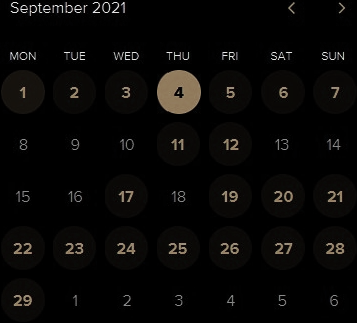 September 2021
MON TUE WED THU FRI SAT SUN
1 2 3 4 5 6 7
8 9 10 11 12 13 14
15 16 17 18 19 20 21
22 23 24 25 26 27 28
29 1 2 3 4 5 6